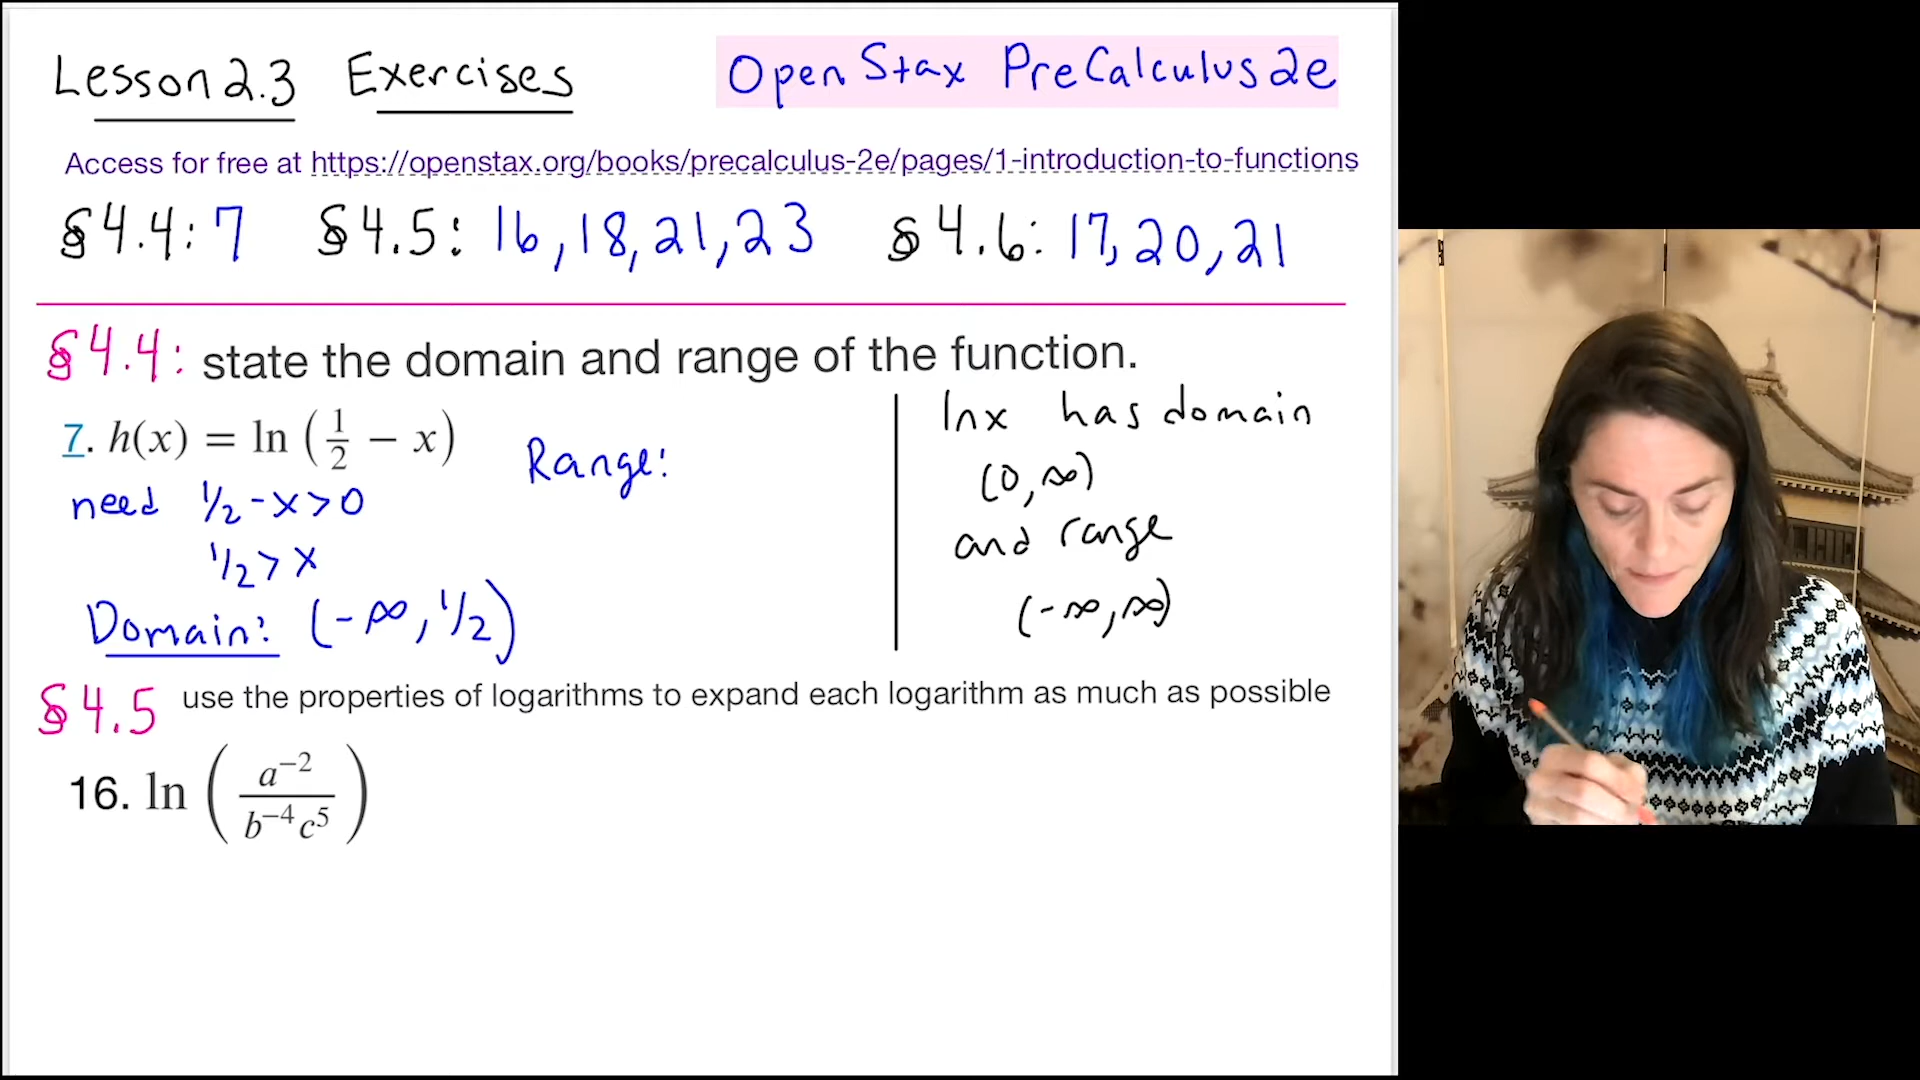 Lesson 2.3 Exercises
OpenStax PreCalculus 2e
Access for free at https://openstax.org/books/precalculus-2e/pages/1-introduction-to-functions
§4.4: 7 §4.5: 16, 18, 21, 23 §4.6: 17, 20, 21
§4.4: state the domain and range of the function.
7. h(x) = ln (1/2 − x)
need 1/2 - x > 0
1/2 > x
Domain: (-∞, 1/2)
Range:
ln x has domain
(0, ∞)
and range
(-∞, ∞)
§4.5 use the properties of logarithms to expand each logarithm as much as possible
16. ln (a⁻² / b⁻⁴c⁵)